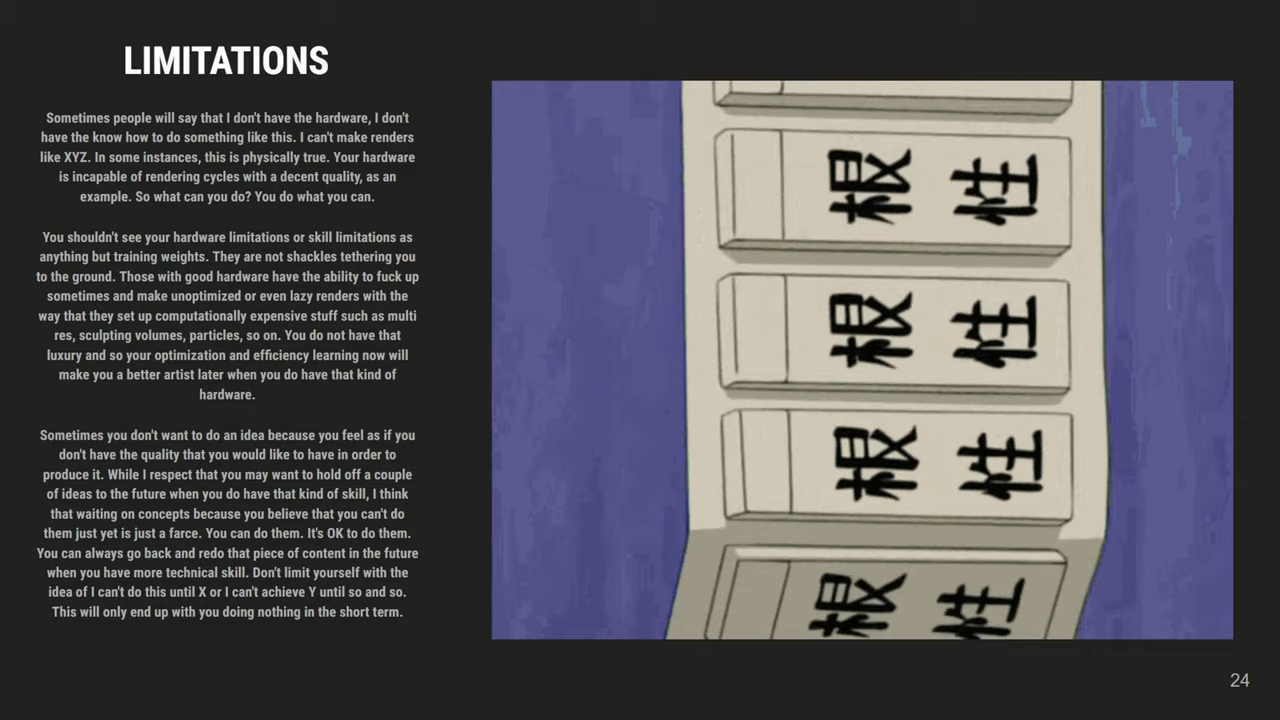 LIMITATIONS
Sometimes people will say that I don't have the hardware, I don't
have the know how to do something like this. I can't make renders
like XYZ. In some instances, this is physically true. Your hardware
is incapable of rendering cycles with a decent quality, as an
example. So what can you do? You do what you can.
You shouldn't see your hardware limitations or skill limitations as
anything but training weights. They are not shackles tethering you
to the ground. Those with good hardware have the ability to fuck up
sometimes and make unoptimized or even lazy renders with the
way that they set up computationally expensive stuff such as multi
res, sculpting volumes, particles, so on. You do not have that
luxury and so your optimization and efficiency learning now will
make you a better artist later when you do have that kind of
hardware.
Sometimes you don't want to do an idea because you feel as if you
don't have the quality that you would like to have in order to
produce it. While I respect that you may want to hold off a couple
of ideas to the future when you do have that kind of skill, I think
that waiting on concepts because you believe that you can't do
them just yet is just a farce. You can do them. It's OK to do them.
You can always go back and redo that piece of content in the future
when you have more technical skill. Don't limit yourself with the
idea of I can't do this until X or I can't achieve Y until so and so.
This will only end up with you doing nothing in the short term.
根性
根性
根性
根性
24